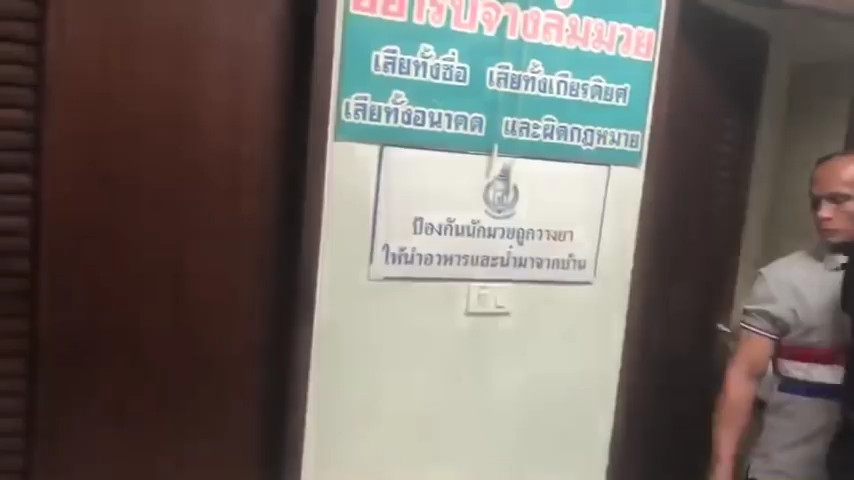 อย่ารับจ้างล้มมวย
เสียทั้งชื่อ เสียทั้งเกียรติยศ
เสียทั้งอนาคต และผิดกฎหมาย
ป้องกันนักมวยถูกวางยา
ให้นำอาหารและน้ำมาจากบ้าน